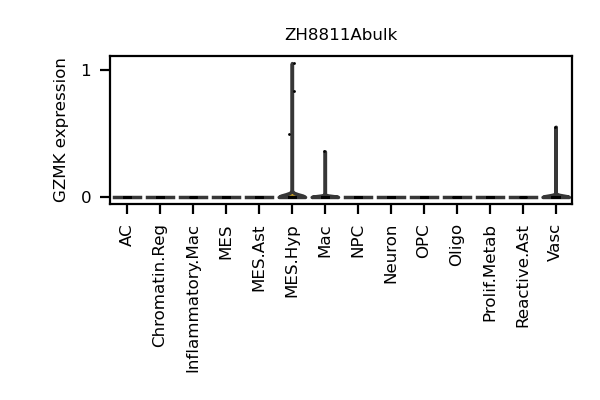 ZH8811Abulk
GZMK expression
1
0
AC
Chromatin.Reg
Inflammatory.Mac
MES
MES.Ast
MES.Hyp
Mac
NPC
Neuron
OPC
Oligo
Prolif.Metab
Reactive.Ast
Vasc